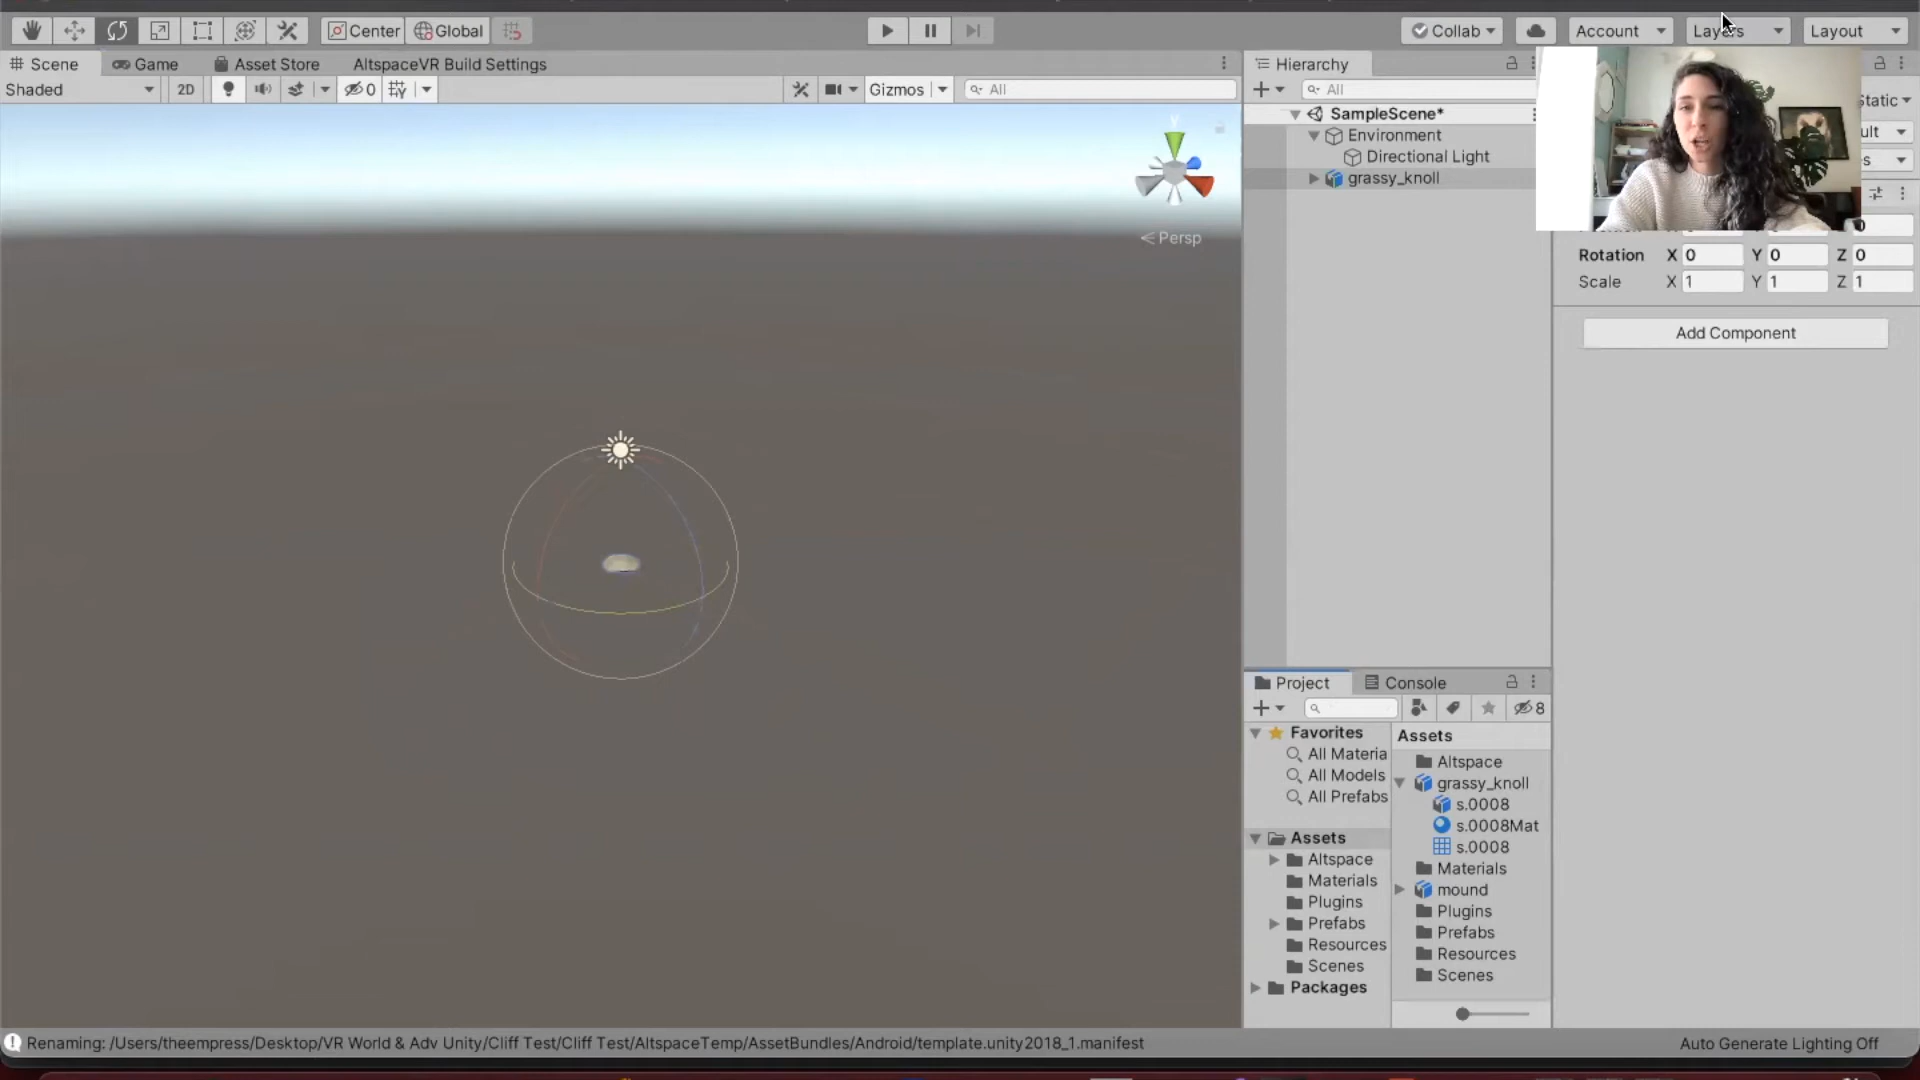 Center Global Collab Account Layers Layout
Scene Game Asset Store AltspaceVR Build Settings Hierarchy
Shaded 2D 0 Gizmos All All
SampleScene*
Environment
Directional Light
grassy_knoll
Static
Persp
Rotation X 0 Y 0 Z 0
Scale X 1 Y 1 Z 1
Add Component
Project Console
8
Favorites
All Materia
All Models
All Prefabs
Assets
Altspace
Materials
Plugins
Prefabs
Resources
Scenes
Packages
Assets
Altspace
grassy_knoll
s.0008
s.0008Mat
s.0008
Materials
mound
Plugins
Prefabs
Resources
Scenes
Renaming: /Users/theempress/Desktop/VR World & Adv Unity/Cliff Test/Cliff Test/AltspaceTemp/AssetBundles/Android/template.unity2018_1.manifest
Auto Generate Lighting Off